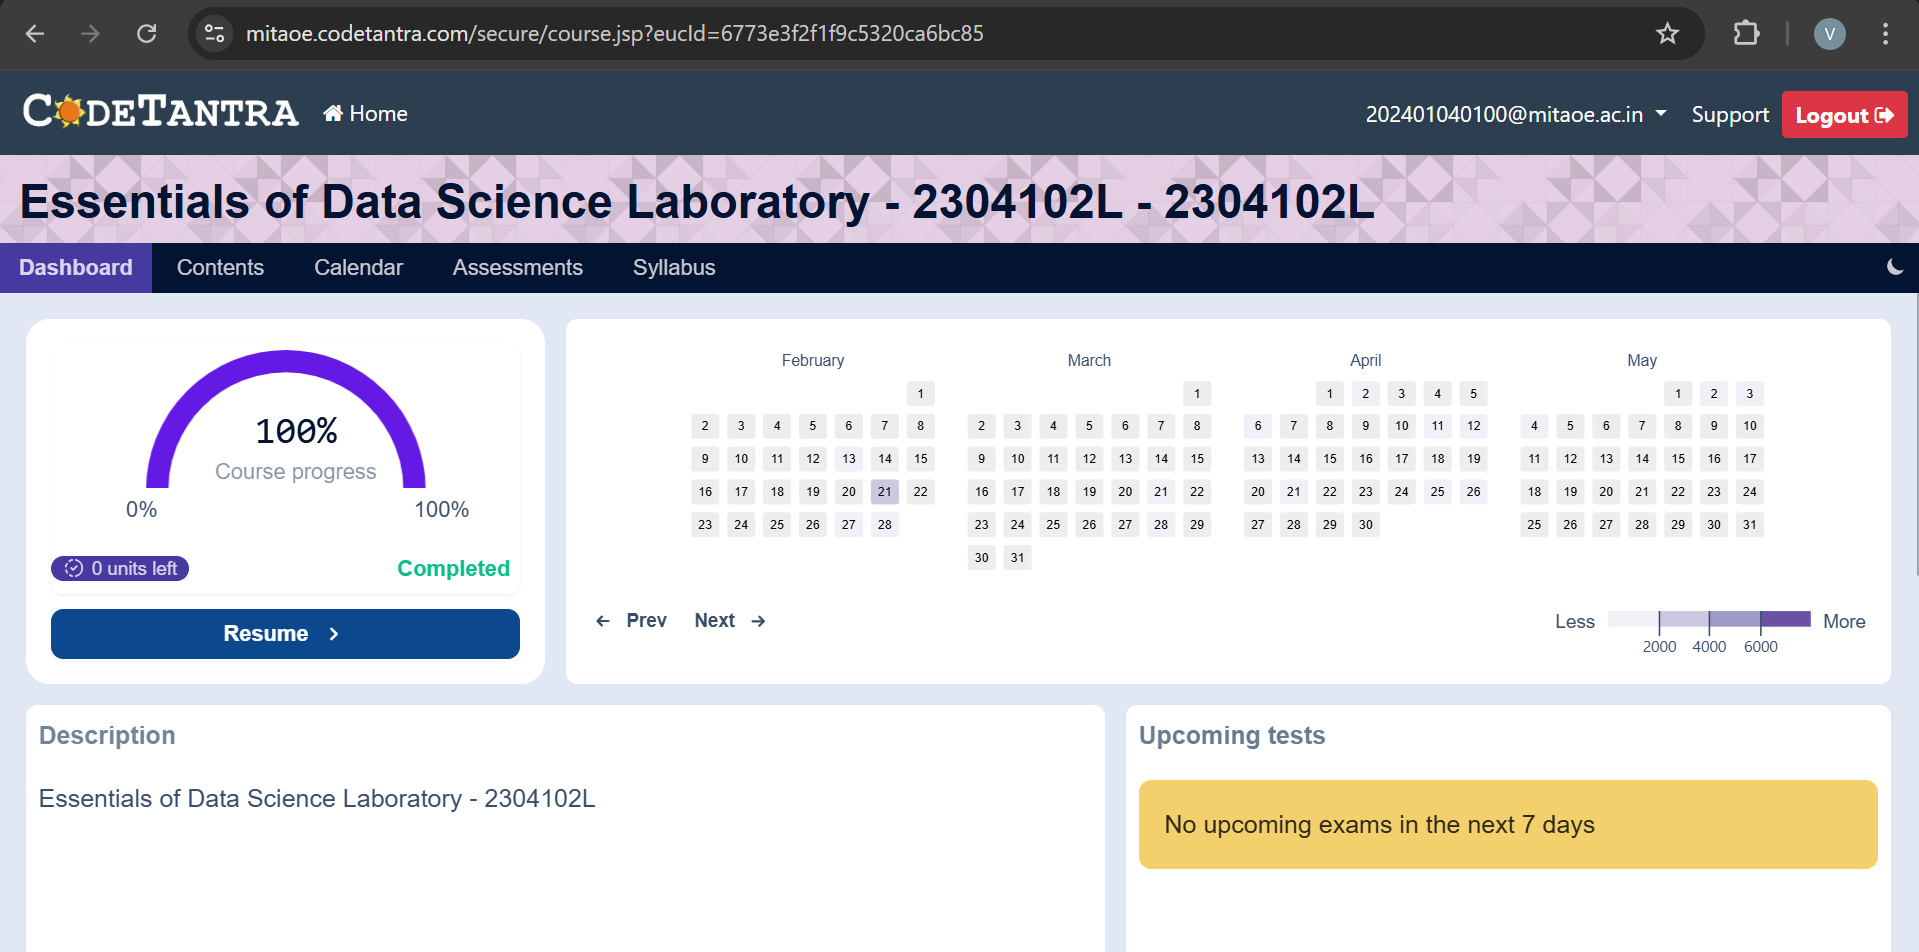 mitaoe.codetantra.com/secure/course.jsp?eucId=6773e3f2f1f9c5320ca6bc85
V
CODETANTRA
Home
202401040100@mitaoe.ac.in
Support
Logout
Essentials of Data Science Laboratory - 2304102L - 2304102L
Dashboard
Contents
Calendar
Assessments
Syllabus
100%
Course progress
0%
100%
0 units left
Completed
Resume
February
1
2 3 4 5 6 7 8
9 10 11 12 13 14 15
16 17 18 19 20 21 22
23 24 25 26 27 28
March
1
2 3 4 5 6 7 8
9 10 11 12 13 14 15
16 17 18 19 20 21 22
23 24 25 26 27 28 29
30 31
April
1 2 3 4 5
6 7 8 9 10 11 12
13 14 15 16 17 18 19
20 21 22 23 24 25 26
27 28 29 30
May
1 2 3
4 5 6 7 8 9 10
11 12 13 14 15 16 17
18 19 20 21 22 23 24
25 26 27 28 29 30 31
Prev
Next
Less
More
2000 4000 6000
Description
Essentials of Data Science Laboratory - 2304102L
Upcoming tests
No upcoming exams in the next 7 days